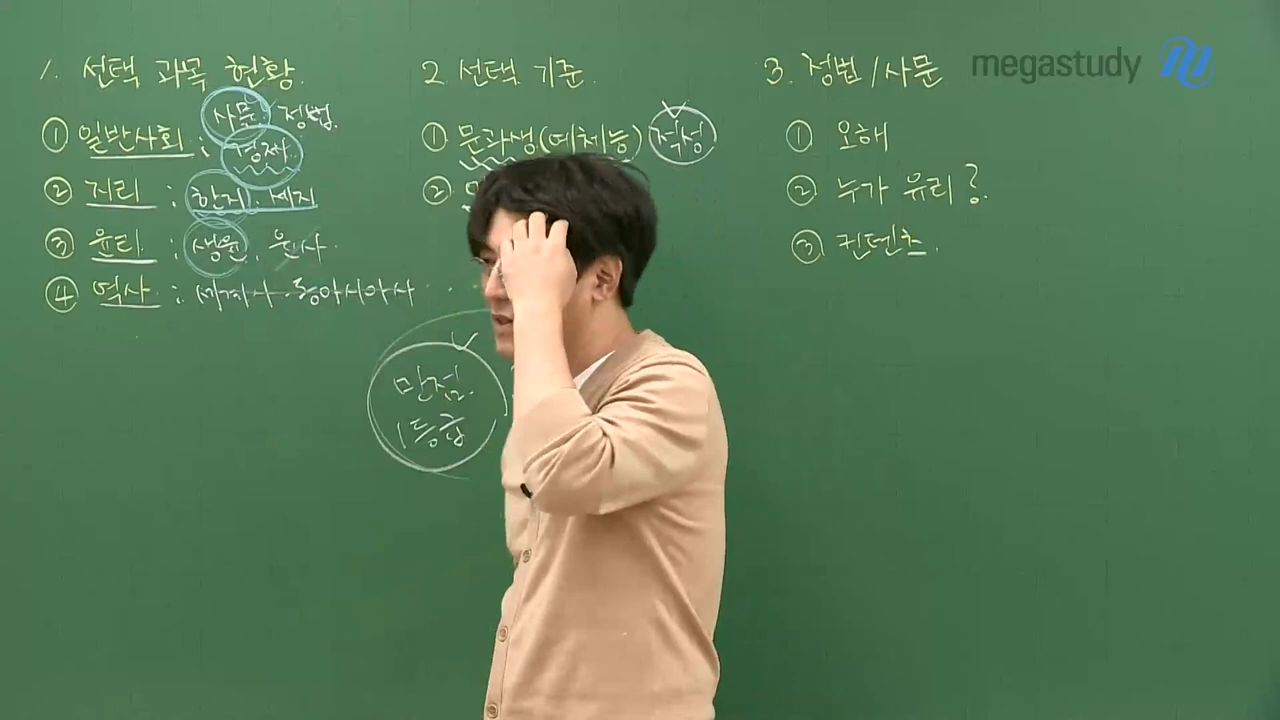 1. 선택 과목 현황.
사문. 정법.
① 일반사회 :
경제.
② 지리 : 한지. 세지
③ 윤리. : 생윤. 윤사.
④ 역사 : 세계사. 동아시아사
2. 선택 기준.
① 문과생(예체능) 적성
②
만점.
1등급
3. 정법/사문
① 오해
② 누가 유리?
③ 컨텐츠.
megastudy